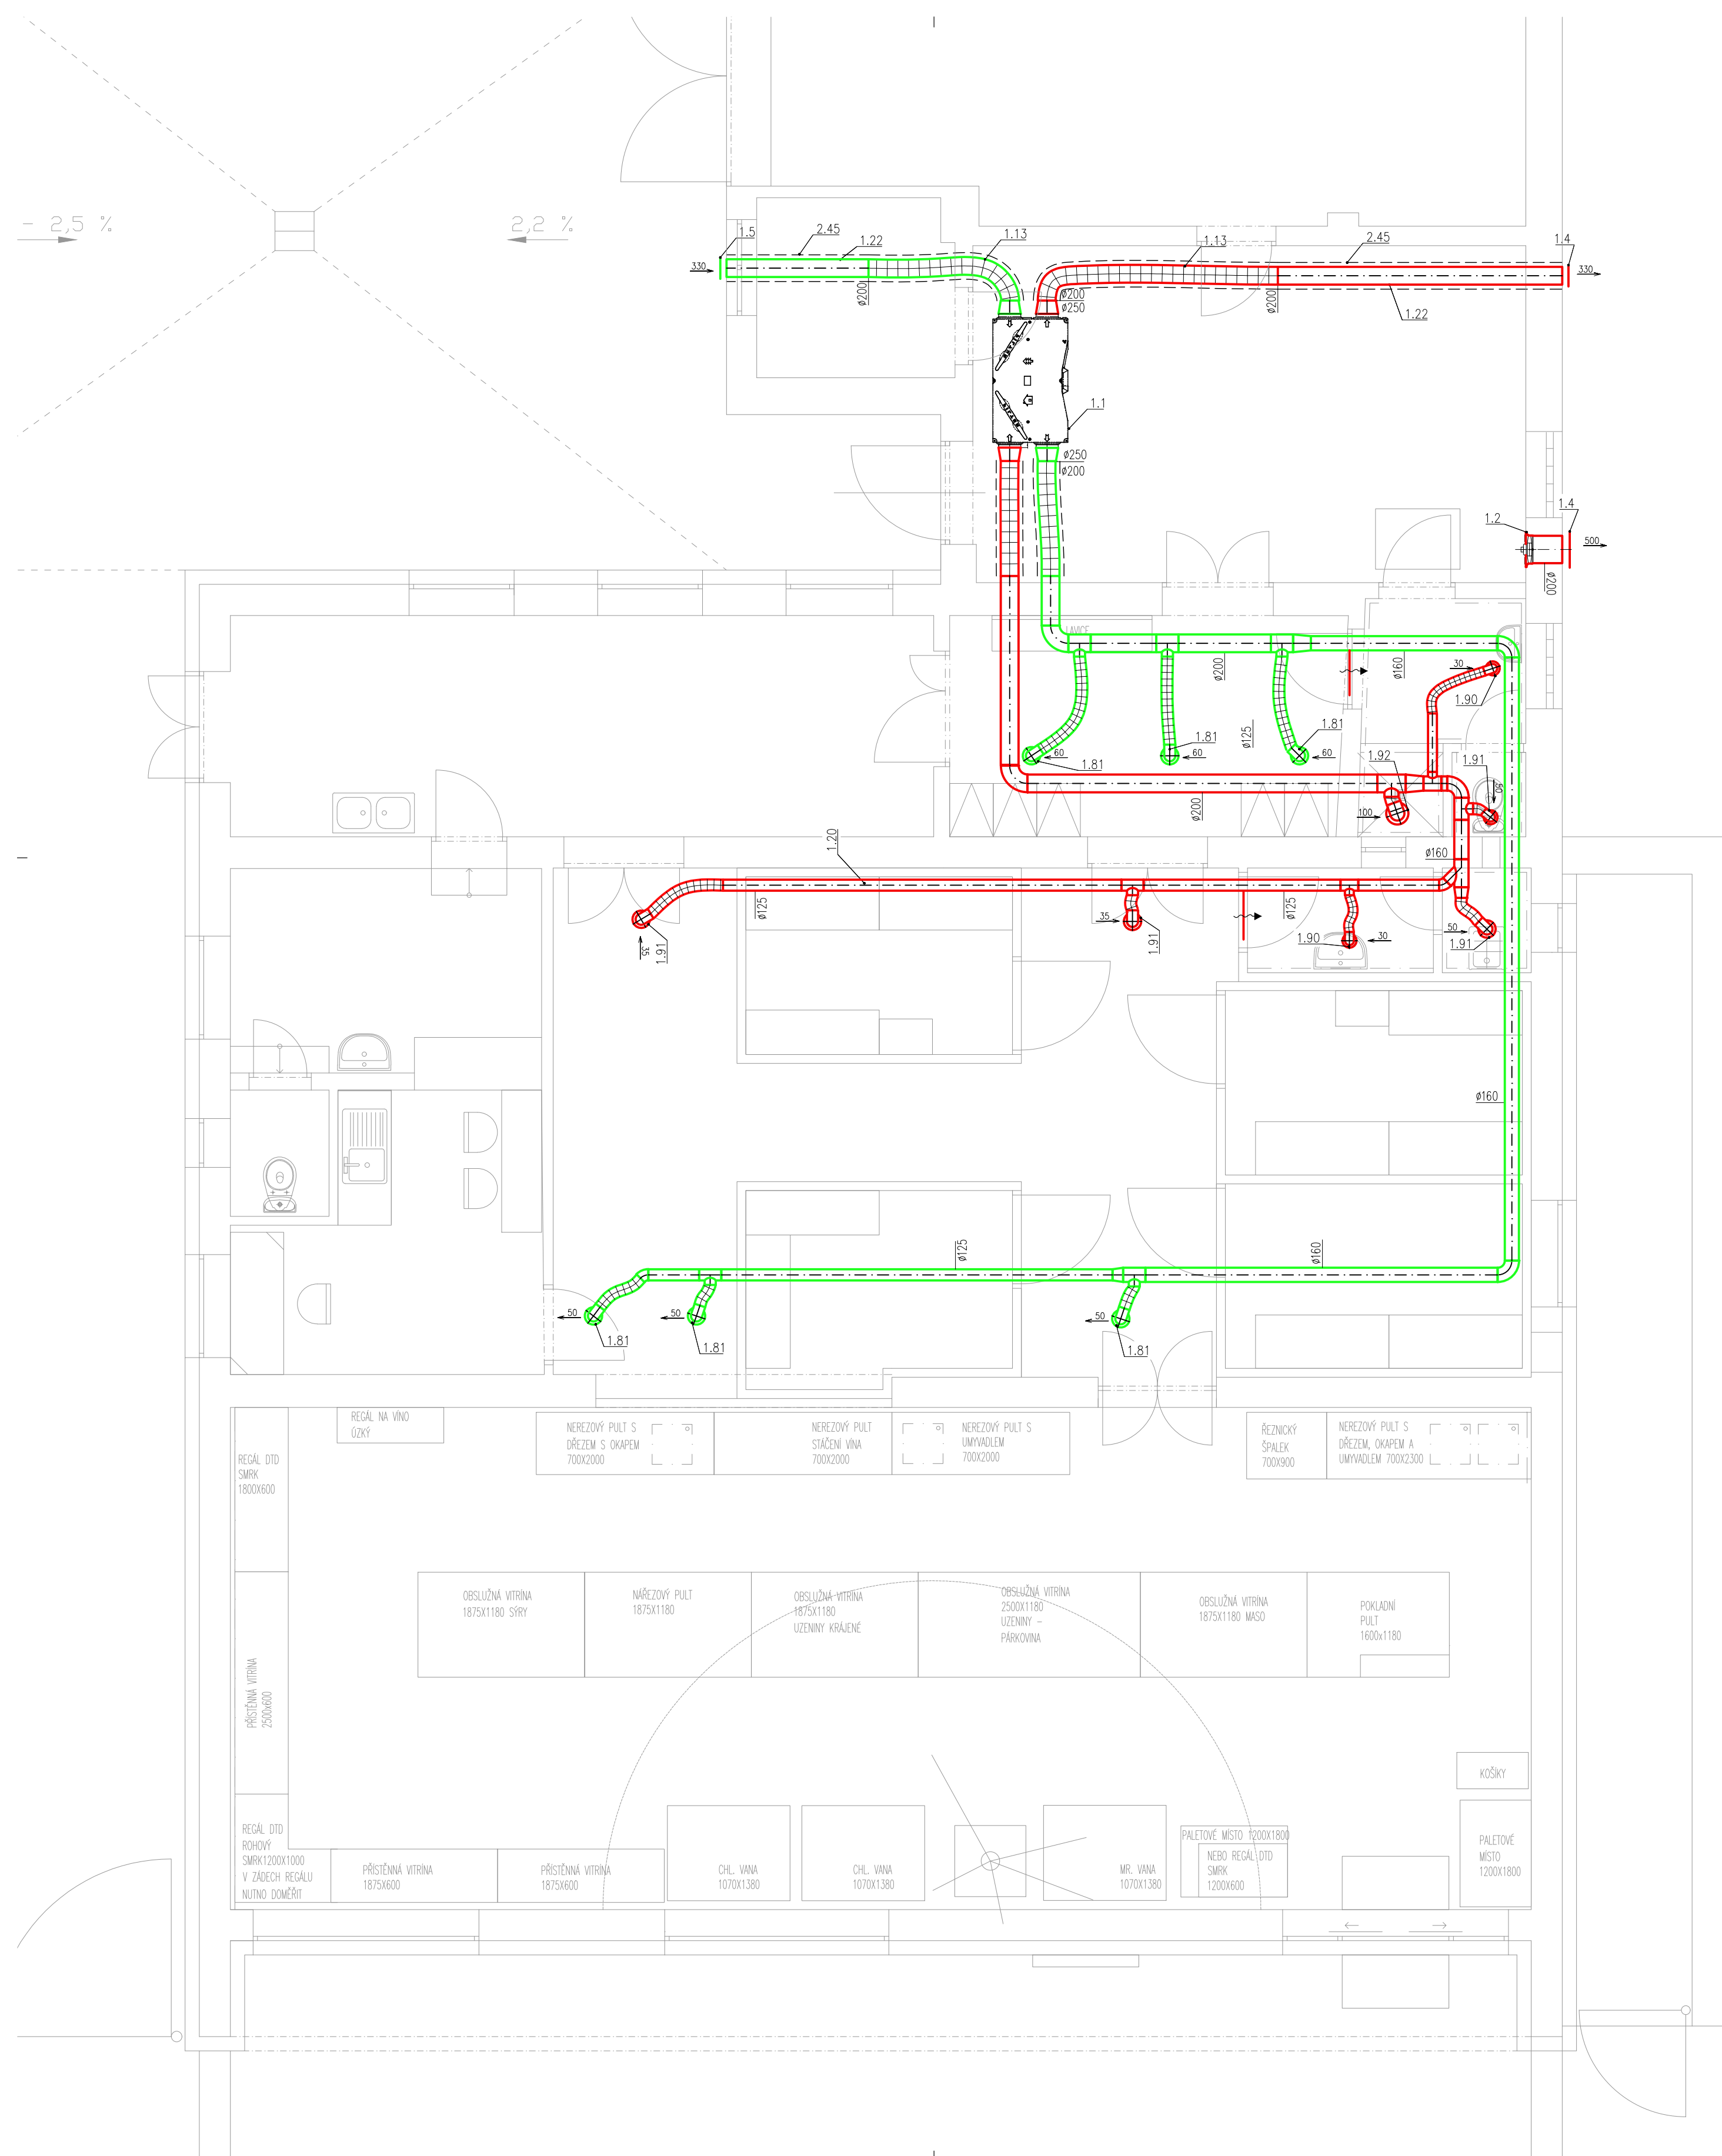 - 2,5 %
2,2 %
1.5
2.45
1.22
1.13
1.13
2.45
1.4
330
330
ø200
ø200
ø250
ø200
1.22
1.1
ø250
ø200
1.2
1.4
500
ø200
LAVICE
ø200
ø160
30
1.90
ø125
1.81
60
1.81
60
1.81
60
1.92
1.91
50
100
ø200
1.20
ø160
ø125
35
1.91
35
1.91
ø125
1.90
30
50
1.91
ø160
ø125
ø160
50
1.81
50
1.81
50
1.81
REGÁL NA VÍNO
ÚZKÝ
NEREZOVÝ PULT S
DŘEZEM S OKAPEM
700X2000
NEREZOVÝ PULT
STÁČENÍ VÍNA
700X2000
NEREZOVÝ PULT S
UMYVADLEM
700X2000
ŘEZNICKÝ
ŠPALEK
700X900
NEREZOVÝ PULT S
DŘEZEM, OKAPEM A
UMYVADLEM 700X2300
REGÁL DTD
SMRK
1800X600
OBSLUŽNÁ VITRÍNA
1875X1180 SÝRY
NÁŘEZOVÝ PULT
1875X1180
OBSLUŽNÁ VITRÍNA
1875X1180
UZENINY KRÁJENÉ
OBSLUŽNÁ VITRÍNA
2500X1180
UZENINY -
PÁRKOVINA
OBSLUŽNÁ VITRÍNA
1875X1180 MASO
POKLADNÍ
PULT
1600x1180
PŘÍSTĚNNÁ VITRÍNA
2500x600
KOŠÍKY
REGÁL DTD
ROHOVÝ
SMRK1200X1000
V ZÁDECH REGÁLU
NUTNO DOMĚŘIT
PŘÍSTĚNNÁ VITRÍNA
1875X600
PŘÍSTĚNNÁ VITRÍNA
1875X600
CHL. VANA
1070X1380
CHL. VANA
1070X1380
MR. VANA
1070X1380
PALETOVÉ MÍSTO 1200X1800
NEBO REGÁL DTD
SMRK
1200X600
PALETOVÉ
MÍSTO
1200X1800